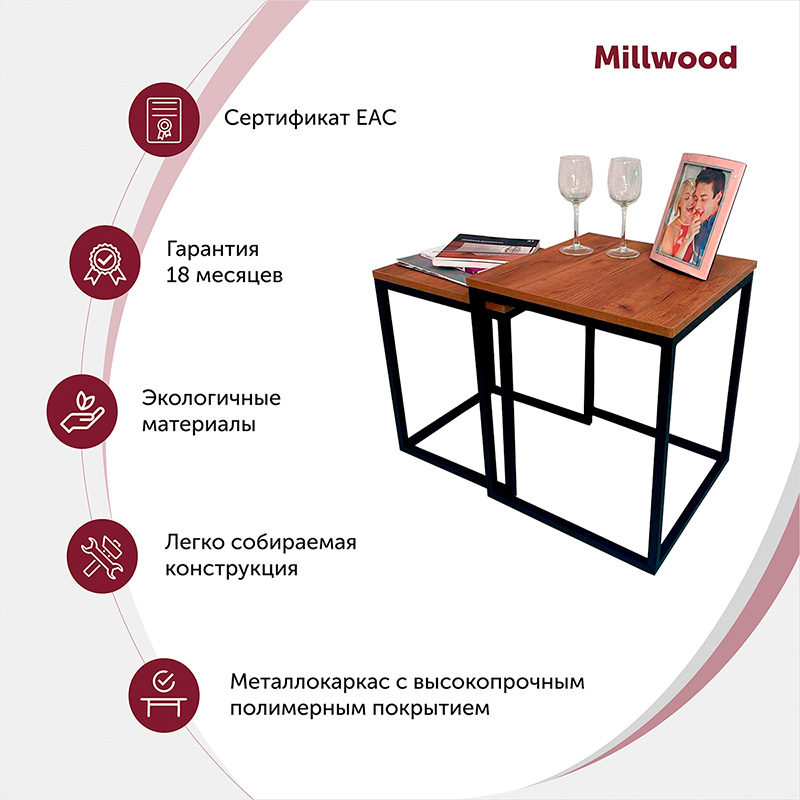 Millwood
Сертификат ЕАС
Гарантия
18 месяцев
Экологичные
материалы
Легко собираемая
конструкция
Металлокаркас с высокопрочным
полимерным покрытием